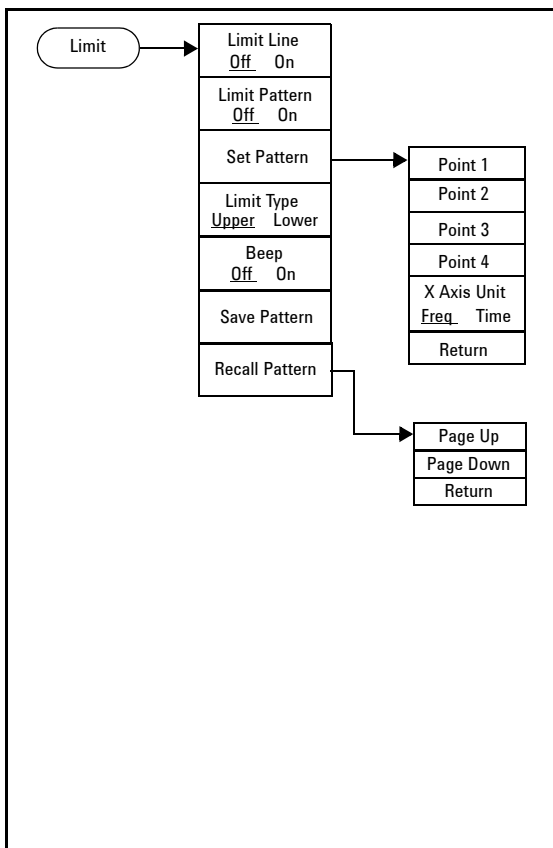 Limit
Limit Line
Off On
Limit Pattern
Off On
Set Pattern
Limit Type
Upper Lower
Beep
Off On
Save Pattern
Recall Pattern
Point 1
Point 2
Point 3
Point 4
X Axis Unit
Freq Time
Return
Page Up
Page Down
Return